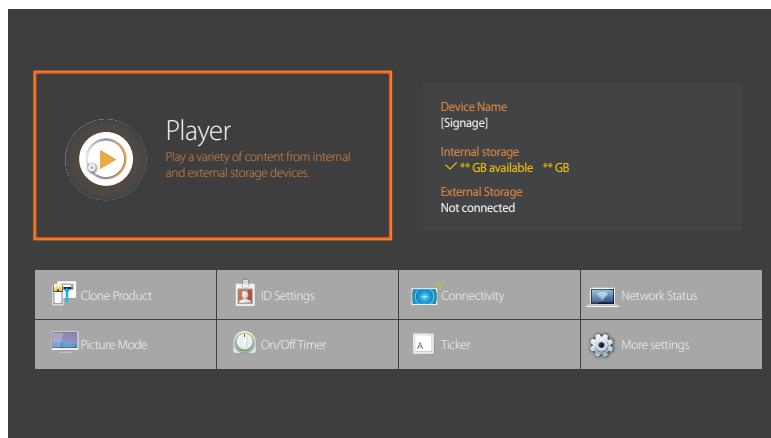 Player
Play a variety of content from internal
and external storage devices.
Device Name
[Signage]
Internal storage
** GB available ** GB
External Storage
Not connected
Clone Product
ID Settings
Connectivity
Network Status
Picture Mode
On/Off Timer
A Ticker
More settings